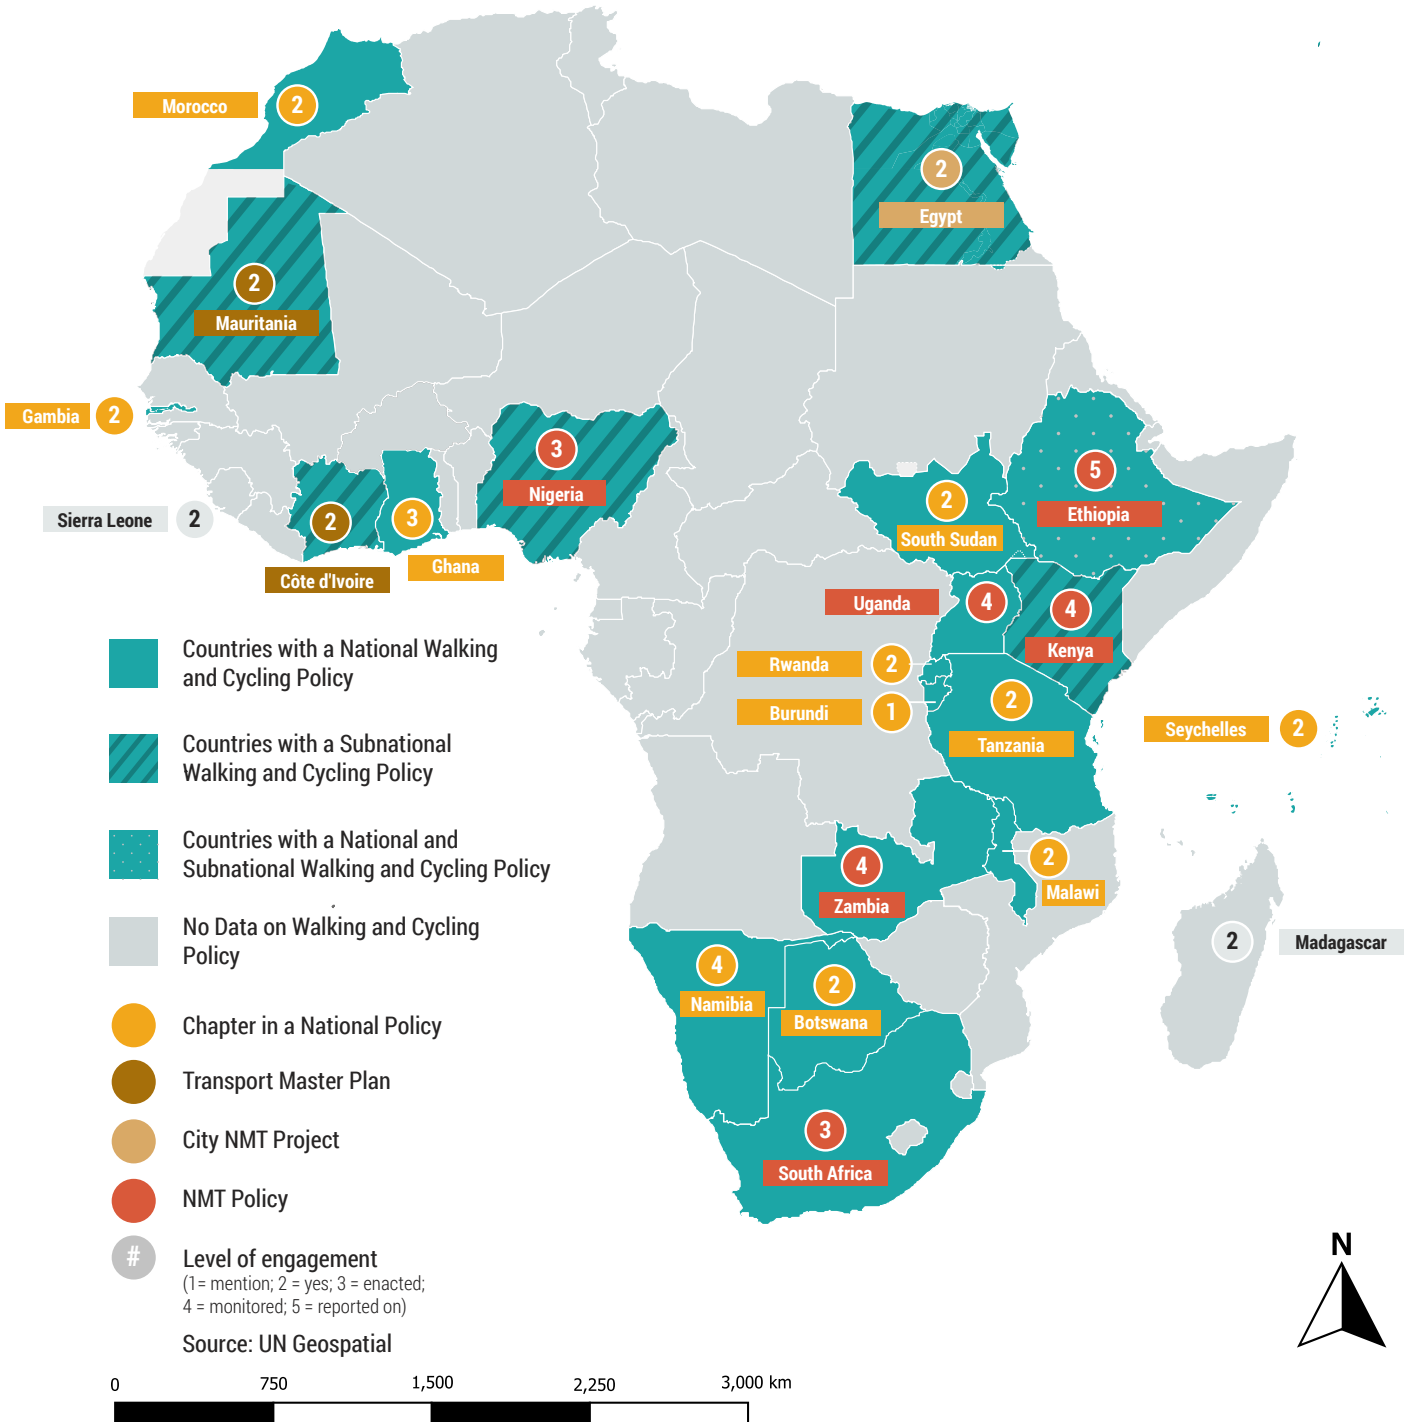 Morocco
2
2
Egypt
2
Mauritania
Gambia
2
3
Nigeria
5
Ethiopia
Sierra Leone
2
2
Côte d'Ivoire
3
Ghana
2
South Sudan
Uganda
4
4
Kenya
Rwanda
2
Burundi
1
2
Tanzania
Seychelles
2
2
Malawi
4
Zambia
2
Madagascar
4
Namibia
2
Botswana
3
South Africa
Countries with a National Walking
and Cycling Policy
Countries with a Subnational
Walking and Cycling Policy
Countries with a National and
Subnational Walking and Cycling Policy
No Data on Walking and Cycling
Policy
Chapter in a National Policy
Transport Master Plan
City NMT Project
NMT Policy
#
Level of engagement
(1= mention; 2 = yes; 3 = enacted;
4 = monitored; 5 = reported on)
Source: UN Geospatial
N
0 750 1,500 2,250 3,000 km